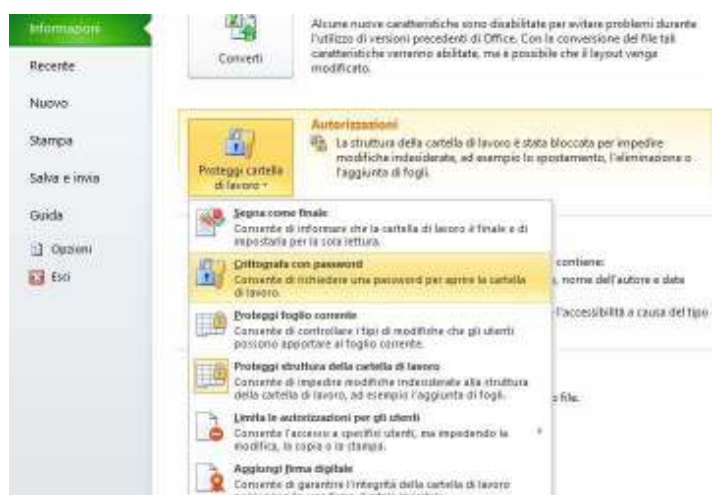 Informazioni
Recente
Nuovo
Stampa
Salva e invia
Guida
Opzioni
Esci
Converti
Alcune nuove caratteristiche sono disabilitate per evitare problemi durante
l'utilizzo di versioni precedenti di Office. Con la conversione del file tali
caratteristiche verranno abilitate, ma è possibile che il layout venga
modificato.
Proteggi cartella
di lavoro
Autorizzazioni
La struttura della cartella di lavoro è stata bloccata per impedire
modifiche indesiderate, ad esempio lo spostamento, l'eliminazione o
l'aggiunta di fogli.
Segna come finale
Consente di informare che la cartella di lavoro è finale e di
impostarla per la sola lettura.
Crittografa con password
Consente di richiedere una password per aprire la cartella
di lavoro.
Proteggi foglio corrente
Consente di controllare i tipi di modifiche che gli utenti
possono apportare al foglio corrente.
Proteggi struttura della cartella di lavoro
Consente di impedire modifiche indesiderate alla struttura
della cartella di lavoro, ad esempio l'aggiunta di fogli.
Limita le autorizzazioni per gli utenti
Consente l'accesso a specifici utenti, ma impedendo la
modifica, la copia o la stampa.
Aggiungi firma digitale
Consente di garantire l'integrità della cartella di lavoro
contiene:
, nome dell'autore e date
l'accessibilità a causa del tipo
o file.